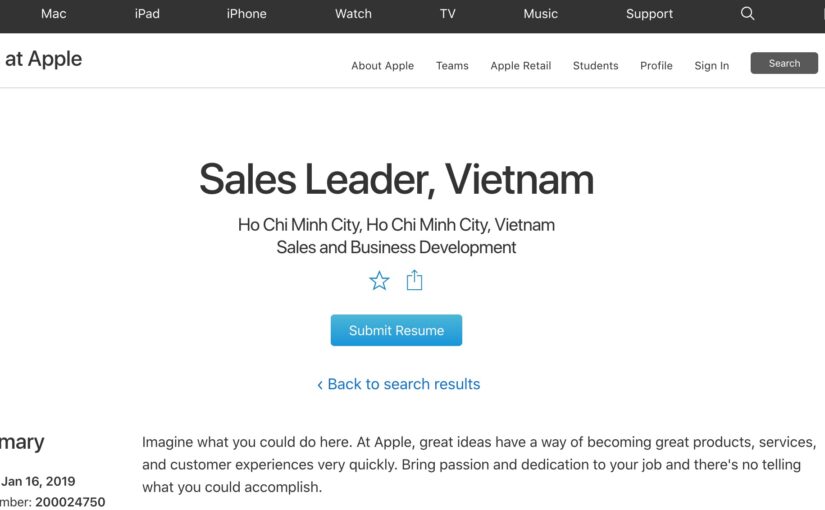 Mac iPad iPhone Watch TV Music Support
at Apple
About Apple Teams Apple Retail Students Profile Sign In Search
Sales Leader, Vietnam
Ho Chi Minh City, Ho Chi Minh City, Vietnam
Sales and Business Development
Submit Resume
‹ Back to search results
mary
Imagine what you could do here. At Apple, great ideas have a way of becoming great products, services,
and customer experiences very quickly. Bring passion and dedication to your job and there's no telling
what you could accomplish.
Jan 16, 2019
mber: 200024750